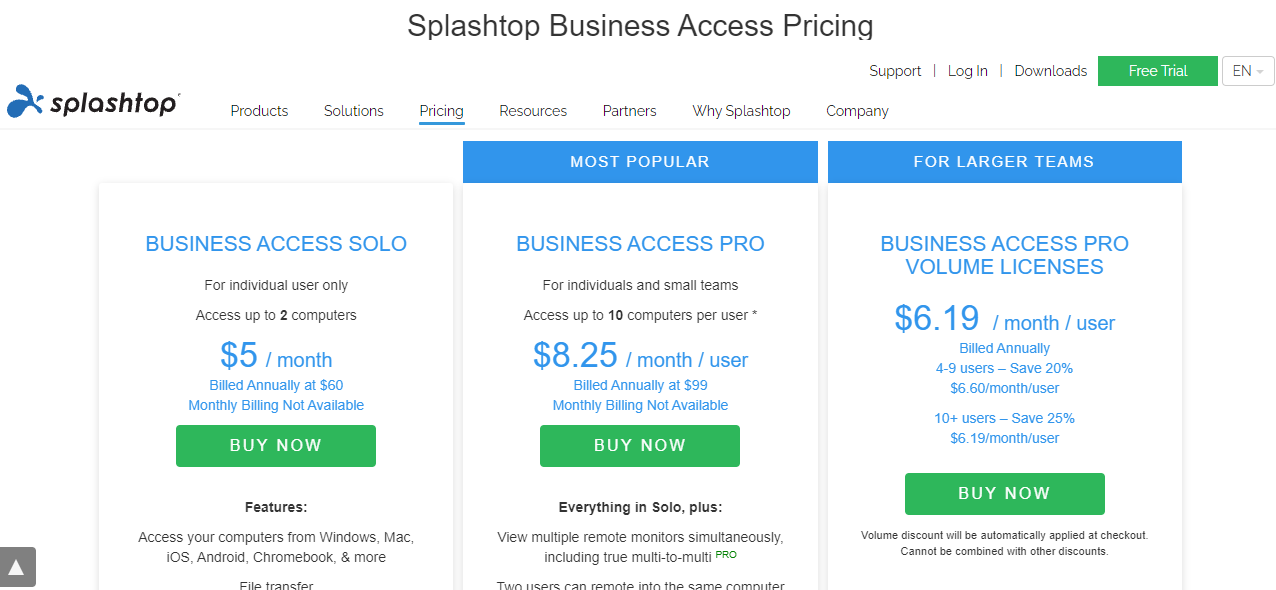 Splashtop Business Access Pricing
Support | Log In | Downloads Free Trial EN
splashtop
Products Solutions Pricing Resources Partners Why Splashtop Company
MOST POPULAR
FOR LARGER TEAMS
BUSINESS ACCESS SOLO
For individual user only
Access up to 2 computers
$5 / month
Billed Annually at $60
Monthly Billing Not Available
BUY NOW
Features:
Access your computers from Windows, Mac,
iOS, Android, Chromebook, & more
File transfer
BUSINESS ACCESS PRO
For individuals and small teams
Access up to 10 computers per user *
$8.25 / month / user
Billed Annually at $99
Monthly Billing Not Available
BUY NOW
Everything in Solo, plus:
View multiple remote monitors simultaneously,
including true multi-to-multi PRO
Two users can remote into the same computer
BUSINESS ACCESS PRO
VOLUME LICENSES
$6.19 / month / user
Billed Annually
4-9 users – Save 20%
$6.60/month/user
10+ users – Save 25%
$6.19/month/user
BUY NOW
Volume discount will be automatically applied at checkout.
Cannot be combined with other discounts.